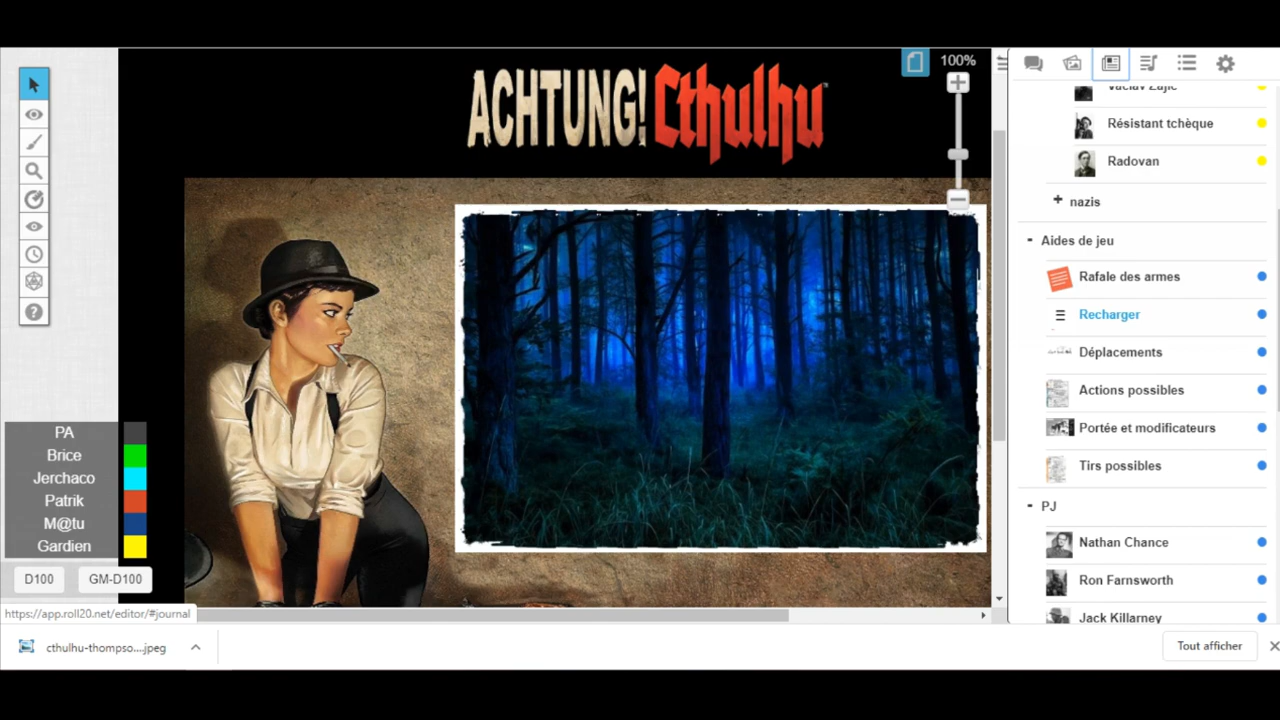 ACHTUNG! Cthulhu
100%
Vaclav Zajic
Résistant tchèque
Radovan
nazis
Aides de jeu
Rafale des armes
Recharger
Déplacements
Actions possibles
Portée et modificateurs
Tirs possibles
PJ
Nathan Chance
Ron Farnsworth
Jack Killarney
PA
Brice
Jerchaco
Patrik
M@tu
Gardien
D100
GM-D100
https://app.roll20.net/editor/#journal
cthulhu-thompso....jpeg
Tout afficher